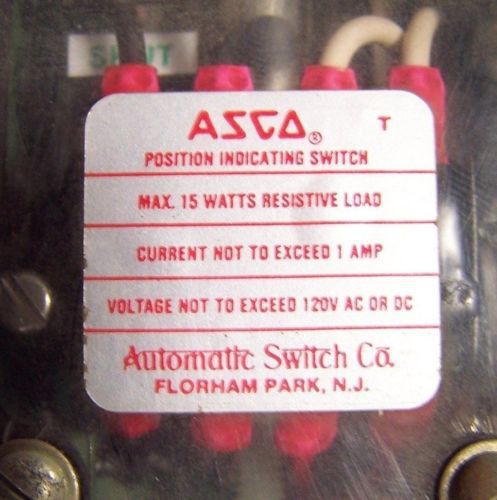 SHUT
ASCO® T
POSITION INDICATING SWITCH
MAX. 15 WATTS RESISTIVE LOAD
CURRENT NOT TO EXCEED 1 AMP
VOLTAGE NOT TO EXCEED 120V AC OR DC
Automatic Switch Co.
FLORHAM PARK, N.J.